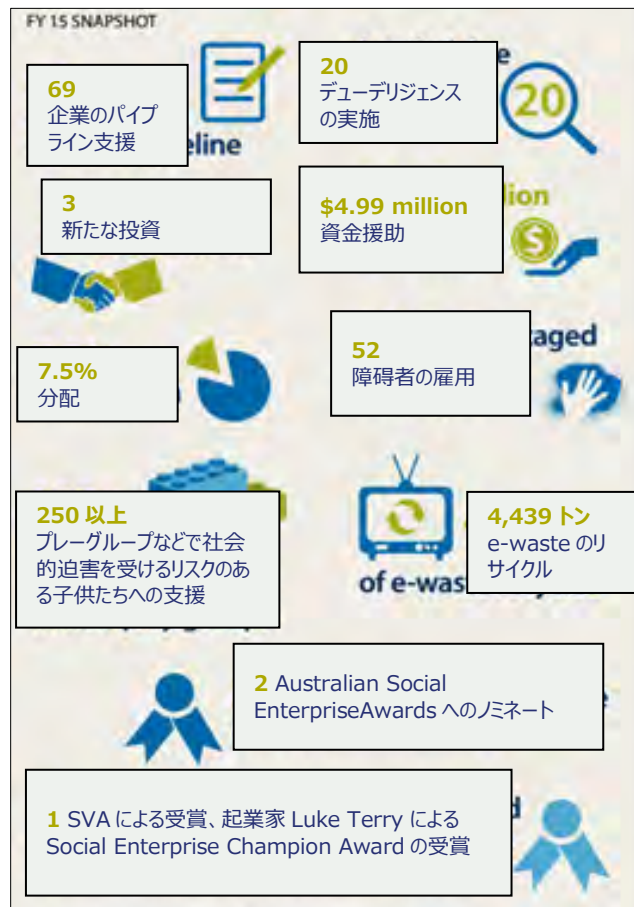 FY 15 SNAPSHOT
69
企業のパイプ
ライン支援
eline
20
デューデリジェンス
の実施
e
20
3
新たな投資
$4.99 million
資金援助
lion
$
7.5%
分配
52
障碍者の雇用
taged
250 以上
プレーグループなどで社会
的迫害を受けるリスクのあ
る子供たちへの支援
4,439 トン
e-waste のリ
サイクル
of e-was
2 Australian Social
EnterpriseAwards へのノミネート
e
1 SVA による受賞、起業家 Luke Terry による
Social Enterprise Champion Award の受賞
d